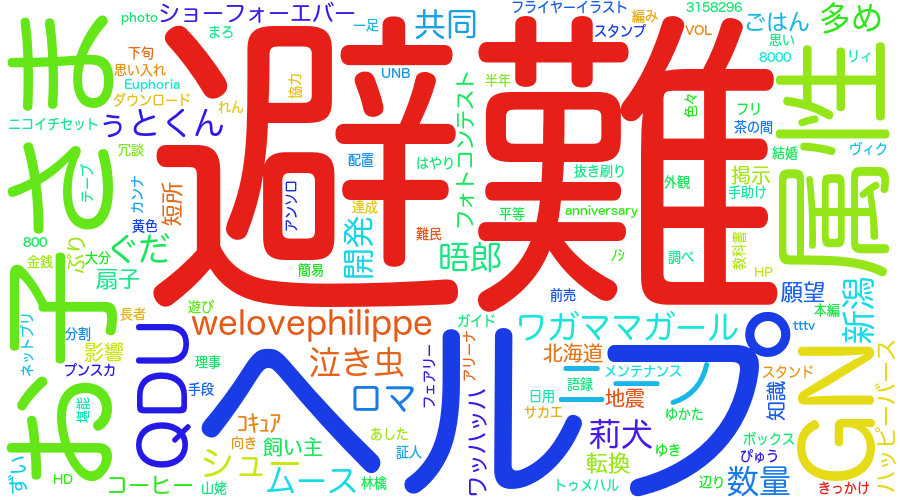 避難
ヘルプ
お子さま
属性
GN
QDU
welovephilippe
ワガママガール
泣き虫
ロマ
シュー
ムース
数量
莉犬
転換
新潟
願望
知識
北海道
地震
晤郎
開発
ぐだ
扇子
影響
うとくん
ショーフォーエバー
共同
フォトコンテスト
多め
ごはん
掲示
手助け
茶の間
フリ
色々
外観
調べ
教科書
HP
本編
tttv
スタンド
ハッピーバース
きっかけ
辺り
ぴゅう
ボックス
ゆき
ゆかた
トゥメハル
サカエ
日用
語録
メンテナンス
アリーナ
フェアリー
ワッハッハ
ガイド
証人
あした
林檎
飼い主
向き
コキュア
山姥
コーヒー
HD
ずい
堪能
手段
理事
遊び
長者
プンスカ
分割
ネットプリ
金銭
800
大分
ぷり
簡易
短所
黄色
カンナ
テープ
冗談
ニコイチセット
ダウンロード
Euphoria
思い入れ
下旬
photo
まろ
れん
協力
アンソロ
一足
UNB
配置
はやり
達成
難民
半年
フライヤーイラスト
編み
スタンプ
VOL
3158296
思い
8000
リィ
結婚
ヴィク
抜き刷り
平等
anniversary
前売